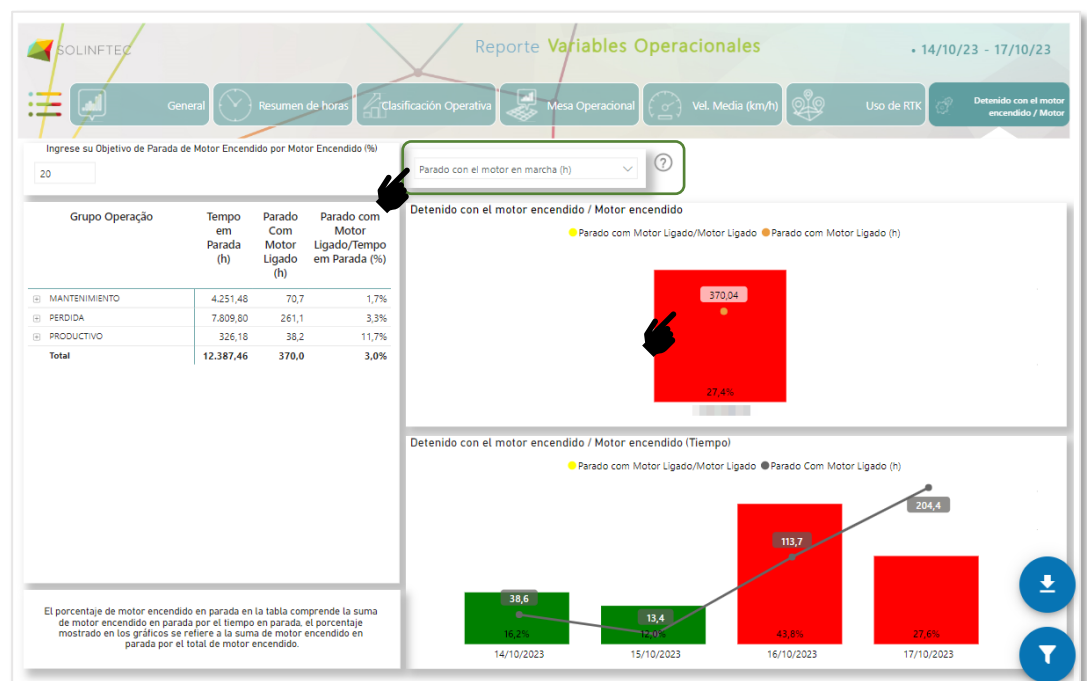 SOLINFTEC
Reporte Variables Operacionales
• 14/10/23 - 17/10/23
General
Resumen de horas
Clasificación Operativa
Mesa Operacional
Vel. Media (km/h)
Uso de RTK
Detenido con el motor
encendido / Motor
Ingrese su Objetivo de Parada de Motor Encendido por Motor Encendido (%)
20
Parado con el motor en marcha (h)
?
Grupo Operação Tempo em Parada (h) Parado Com Motor Ligado (h) Parado com Motor Ligado/Tempo em Parada (%)
MANTENIMIENTO 4.251,48 70,7 1,7%
PERDIDA 7.809,80 261,1 3,3%
PRODUCTIVO 326,18 38,2 11,7%
Total 12.387,46 370,0 3,0%
El porcentaje de motor encendido en parada en la tabla comprende la suma
de motor encendido en parada por el tiempo en parada, el porcentaje
mostrado en los gráficos se refiere a la suma de motor encendido en
parada por el total de motor encendido.
Detenido con el motor encendido / Motor encendido
Parado com Motor Ligado/Motor Ligado Parado com Motor Ligado (h)
370,04
27,4%
Detenido con el motor encendido / Motor encendido (Tiempo)
Parado com Motor Ligado/Motor Ligado Parado Com Motor Ligado (h)
38,6
13,4
113,7
204,4
16,2%
12,0%
43,8%
27,6%
14/10/2023
15/10/2023
16/10/2023
17/10/2023